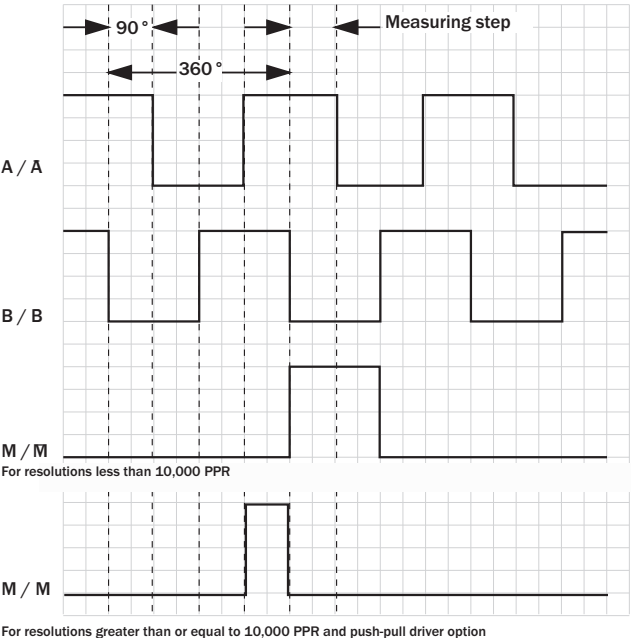 90°
Measuring step
360°
A / A̅
B / B
M / M̅
For resolutions less than 10,000 PPR
M / M
For resolutions greater than or equal to 10,000 PPR and push-pull driver option